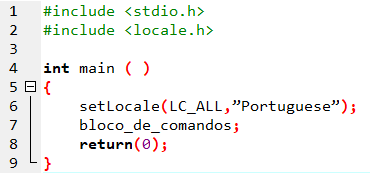 1 #include <stdio.h>
2 #include <locale.h>
3
4 int main ( )
5 {
6 setLocale(LC_ALL,”Portuguese”);
7 bloco_de_comandos;
8 return(0);
9 }